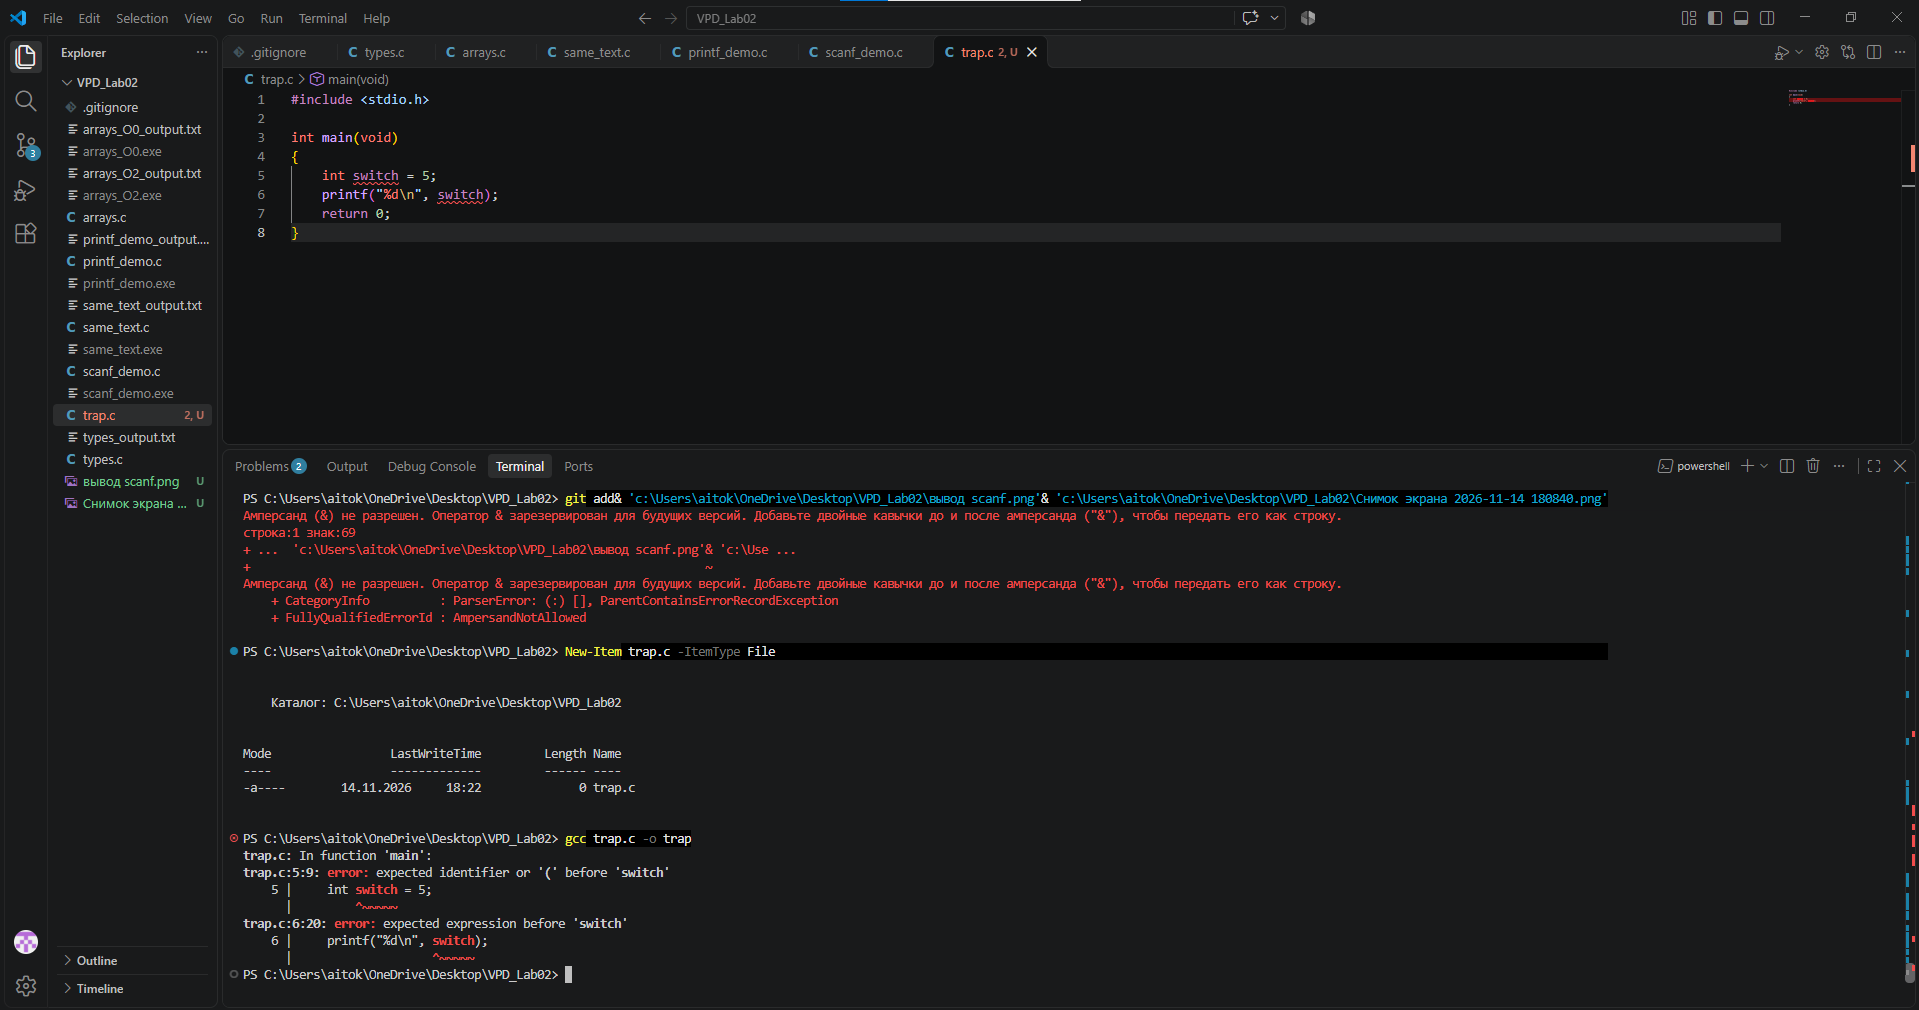 File Edit Selection View Go Run Terminal Help
VPD_Lab02
Explorer
VPD_Lab02
.gitignore
arrays_O0_output.txt
arrays_O0.exe
arrays_O2_output.txt
arrays_O2.exe
arrays.c
printf_demo_output....
printf_demo.c
printf_demo.exe
same_text_output.txt
same_text.c
same_text.exe
scanf_demo.c
scanf_demo.exe
trap.c 2, U
types_output.txt
types.c
вывод scanf.png U
Снимок экрана ... U
Outline
Timeline
3
.gitignore types.c arrays.c same_text.c printf_demo.c scanf_demo.c trap.c 2, U
trap.c > main(void)
1 #include <stdio.h>
2
3 int main(void)
4 {
5 int switch = 5;
6 printf("%d\n", switch);
7 return 0;
8 }
Problems 2 Output Debug Console Terminal Ports
powershell
PS C:\Users\aitok\OneDrive\Desktop\VPD_Lab02> git add& 'c:\Users\aitok\OneDrive\Desktop\VPD_Lab02\вывод scanf.png'& 'c:\Users\aitok\OneDrive\Desktop\VPD_Lab02\Снимок экрана 2026-11-14 180840.png'
Амперсанд (&) не разрешен. Оператор & зарезервирован для будущих версий. Добавьте двойные кавычки до и после амперсанда ("&"), чтобы передать его как строку.
строка:1 знак:69
+ ... 'c:\Users\aitok\OneDrive\Desktop\VPD_Lab02\вывод scanf.png'& 'c:\Use ...
+ ~
Амперсанд (&) не разрешен. Оператор & зарезервирован для будущих версий. Добавьте двойные кавычки до и после амперсанда ("&"), чтобы передать его как строку.
+ CategoryInfo : ParserError: (:) [], ParentContainsErrorRecordException
+ FullyQualifiedErrorId : AmpersandNotAllowed
PS C:\Users\aitok\OneDrive\Desktop\VPD_Lab02> New-Item trap.c -ItemType File
Каталог: C:\Users\aitok\OneDrive\Desktop\VPD_Lab02
Mode LastWriteTime Length Name
---- ------------- ------ ----
-a---- 14.11.2026 18:22 0 trap.c
PS C:\Users\aitok\OneDrive\Desktop\VPD_Lab02> gcc trap.c -o trap
trap.c: In function 'main':
trap.c:5:9: error: expected identifier or '(' before 'switch'
5 | int switch = 5;
| ^~~~~~
trap.c:6:20: error: expected expression before 'switch'
6 | printf("%d\n", switch);
| ^~~~~~
PS C:\Users\aitok\OneDrive\Desktop\VPD_Lab02>